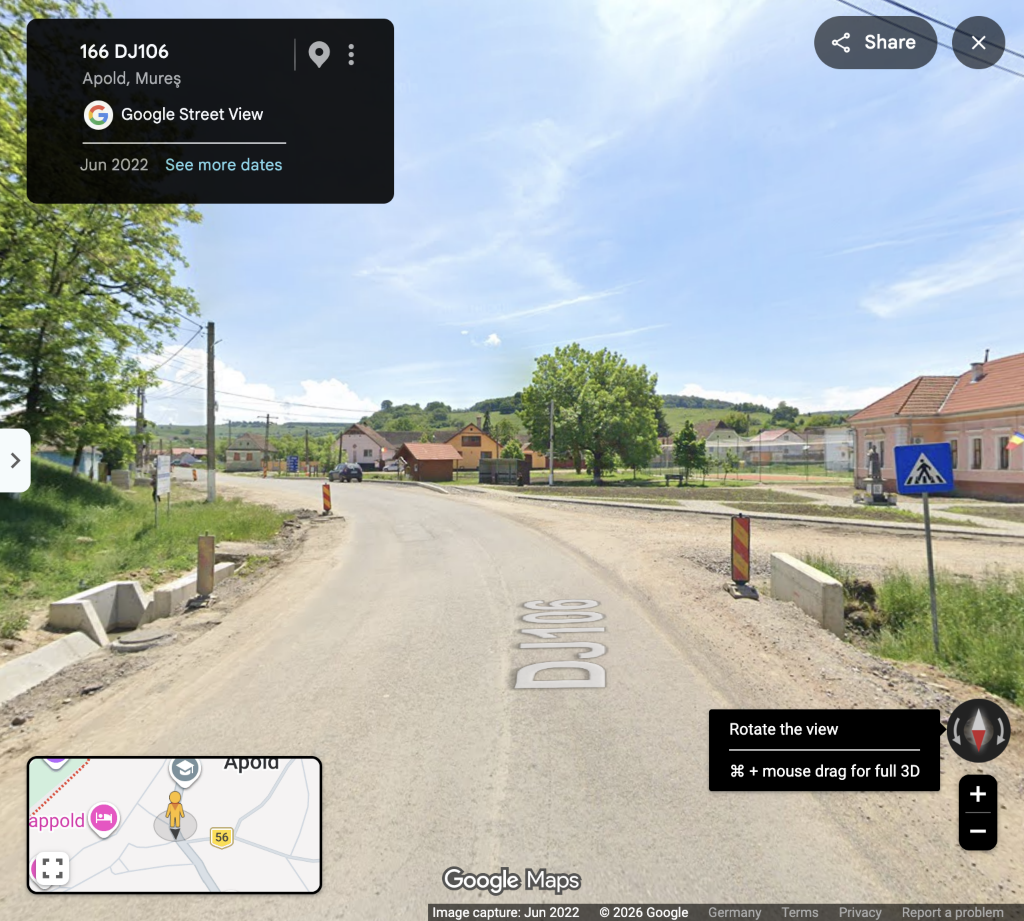 166 DJ106
Apold, Mureş
Google Street View
Jun 2022 See more dates
Share
DJ106
Rotate the view
⌘ + mouse drag for full 3D
Apold
appold
56
Google Maps
Image capture: Jun 2022 © 2026 Google Germany Terms Privacy Report a problem